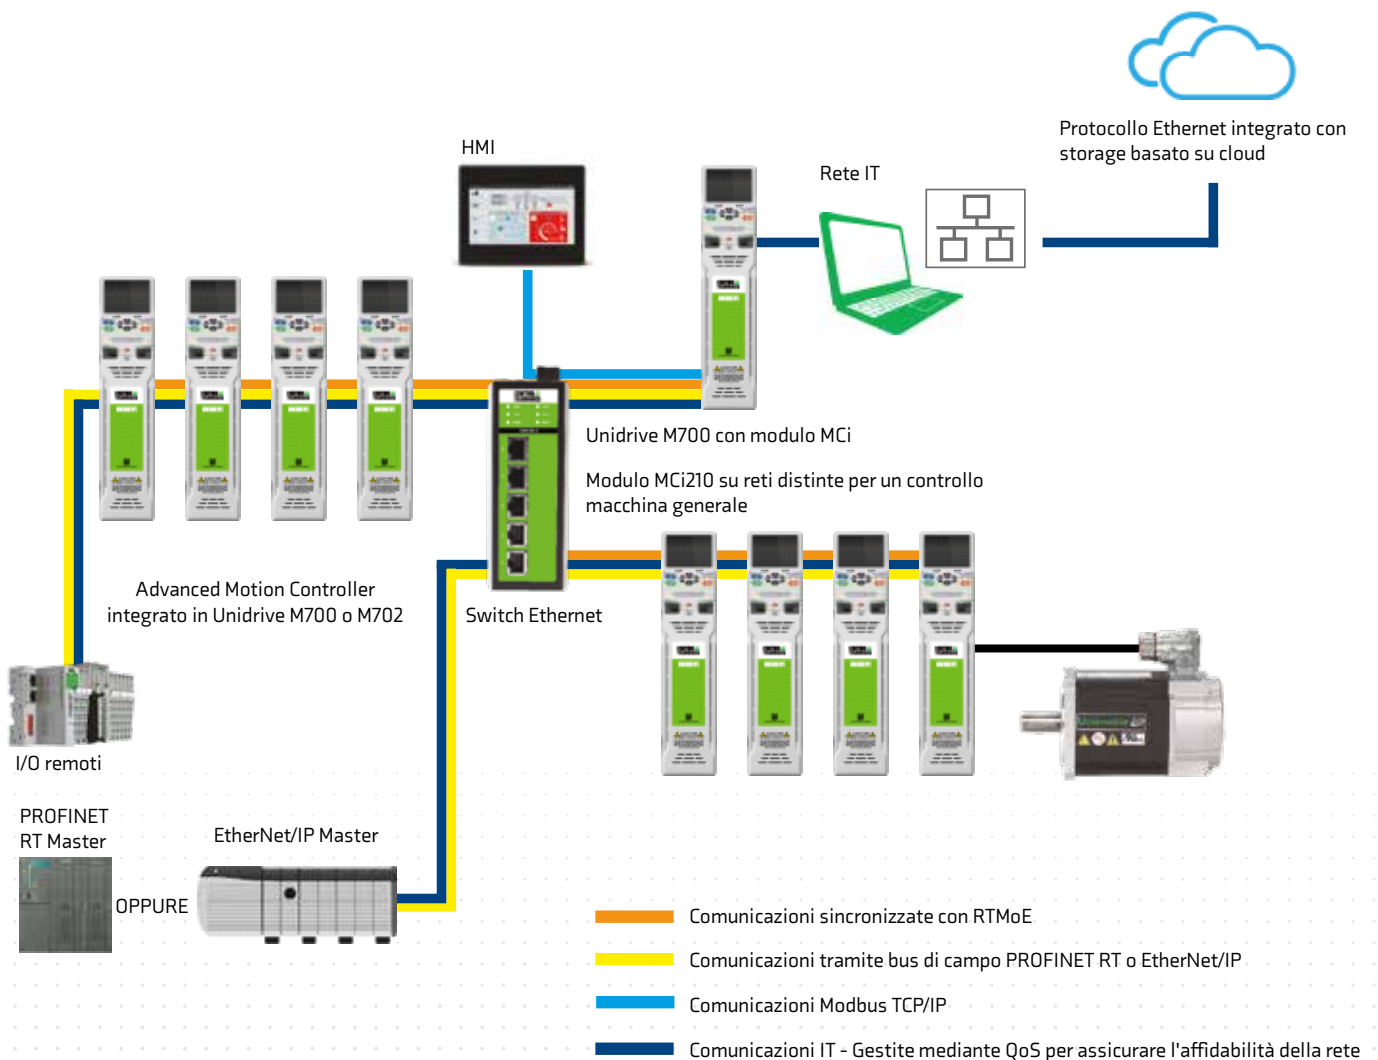 Protocollo Ethernet integrato con
storage basato su cloud
HMI
Rete IT
Unidrive M700 con modulo MCi
Modulo MCi210 su reti distinte per un controllo
macchina generale
Advanced Motion Controller
integrato in Unidrive M700 o M702
Switch Ethernet
I/O remoti
PROFINET
RT Master
EtherNet/IP Master
OPPURE
Comunicazioni sincronizzate con RTMoE
Comunicazioni tramite bus di campo PROFINET RT o EtherNet/IP
Comunicazioni Modbus TCP/IP
Comunicazioni IT - Gestite mediante QoS per assicurare l'affidabilità della rete